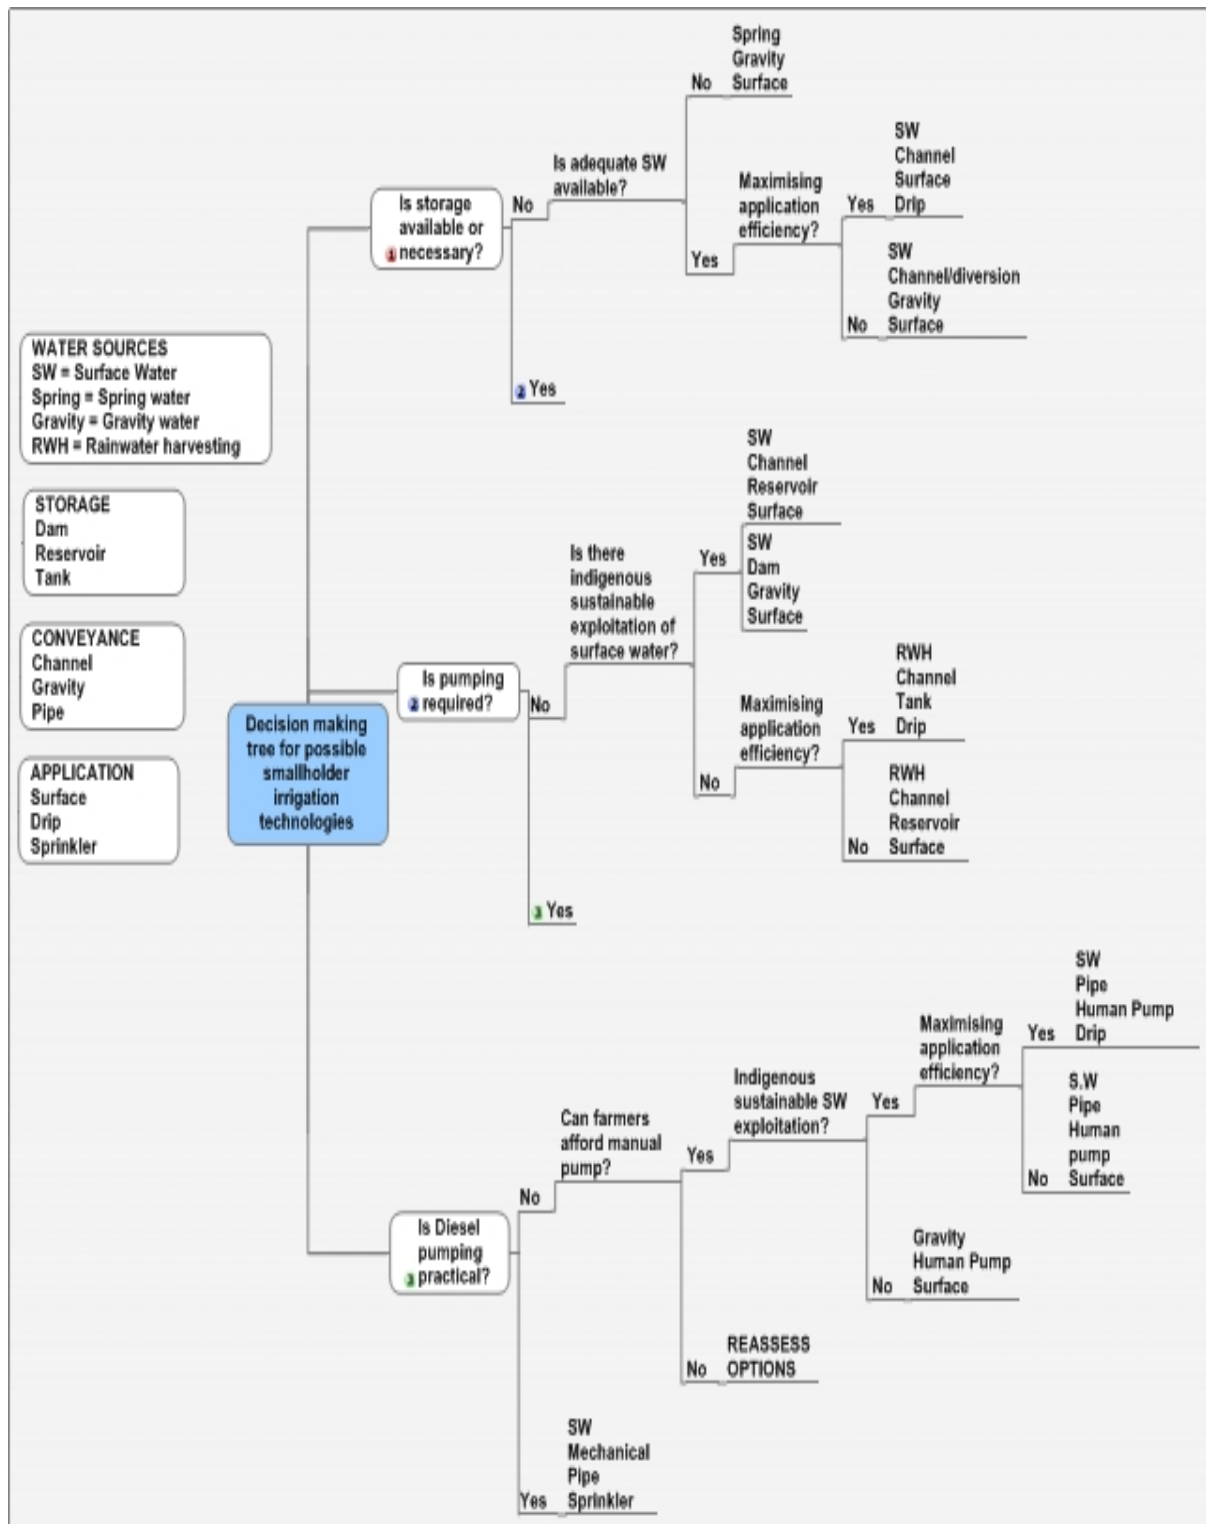 Spring
Gravity
No Surface
Is storage
available or
1 necessary?
No
Is adequate SW
available?
Maximising
application
efficiency?
SW
Channel
Surface
Yes Drip
Yes
SW
Channel/diversion
Gravity
No Surface
2 Yes
WATER SOURCES
SW = Surface Water
Spring = Spring water
Gravity = Gravity water
RWH = Rainwater harvesting
STORAGE
Dam
Reservoir
Tank
CONVEYANCE
Channel
Gravity
Pipe
APPLICATION
Surface
Drip
Sprinkler
Decision making
tree for possible
smallholder
irrigation
technologies
Is pumping
2 required?
No
Is there
indigenous
sustainable
exploitation of
surface water?
Yes
SW
Channel
Reservoir
Surface
SW
Dam
Gravity
Surface
No
Maximising
application
efficiency?
RWH
Channel
Tank
Yes Drip
RWH
Channel
Reservoir
No Surface
3 Yes
Is Diesel
pumping
3 practical?
No
Can farmers
afford manual
pump?
Yes
Indigenous
sustainable SW
exploitation?
Yes
Maximising
application
efficiency?
SW
Pipe
Human Pump
Yes Drip
S.W
Pipe
Human
pump
No Surface
Gravity
Human Pump
No Surface
REASSESS
No OPTIONS
SW
Mechanical
Pipe
Yes Sprinkler